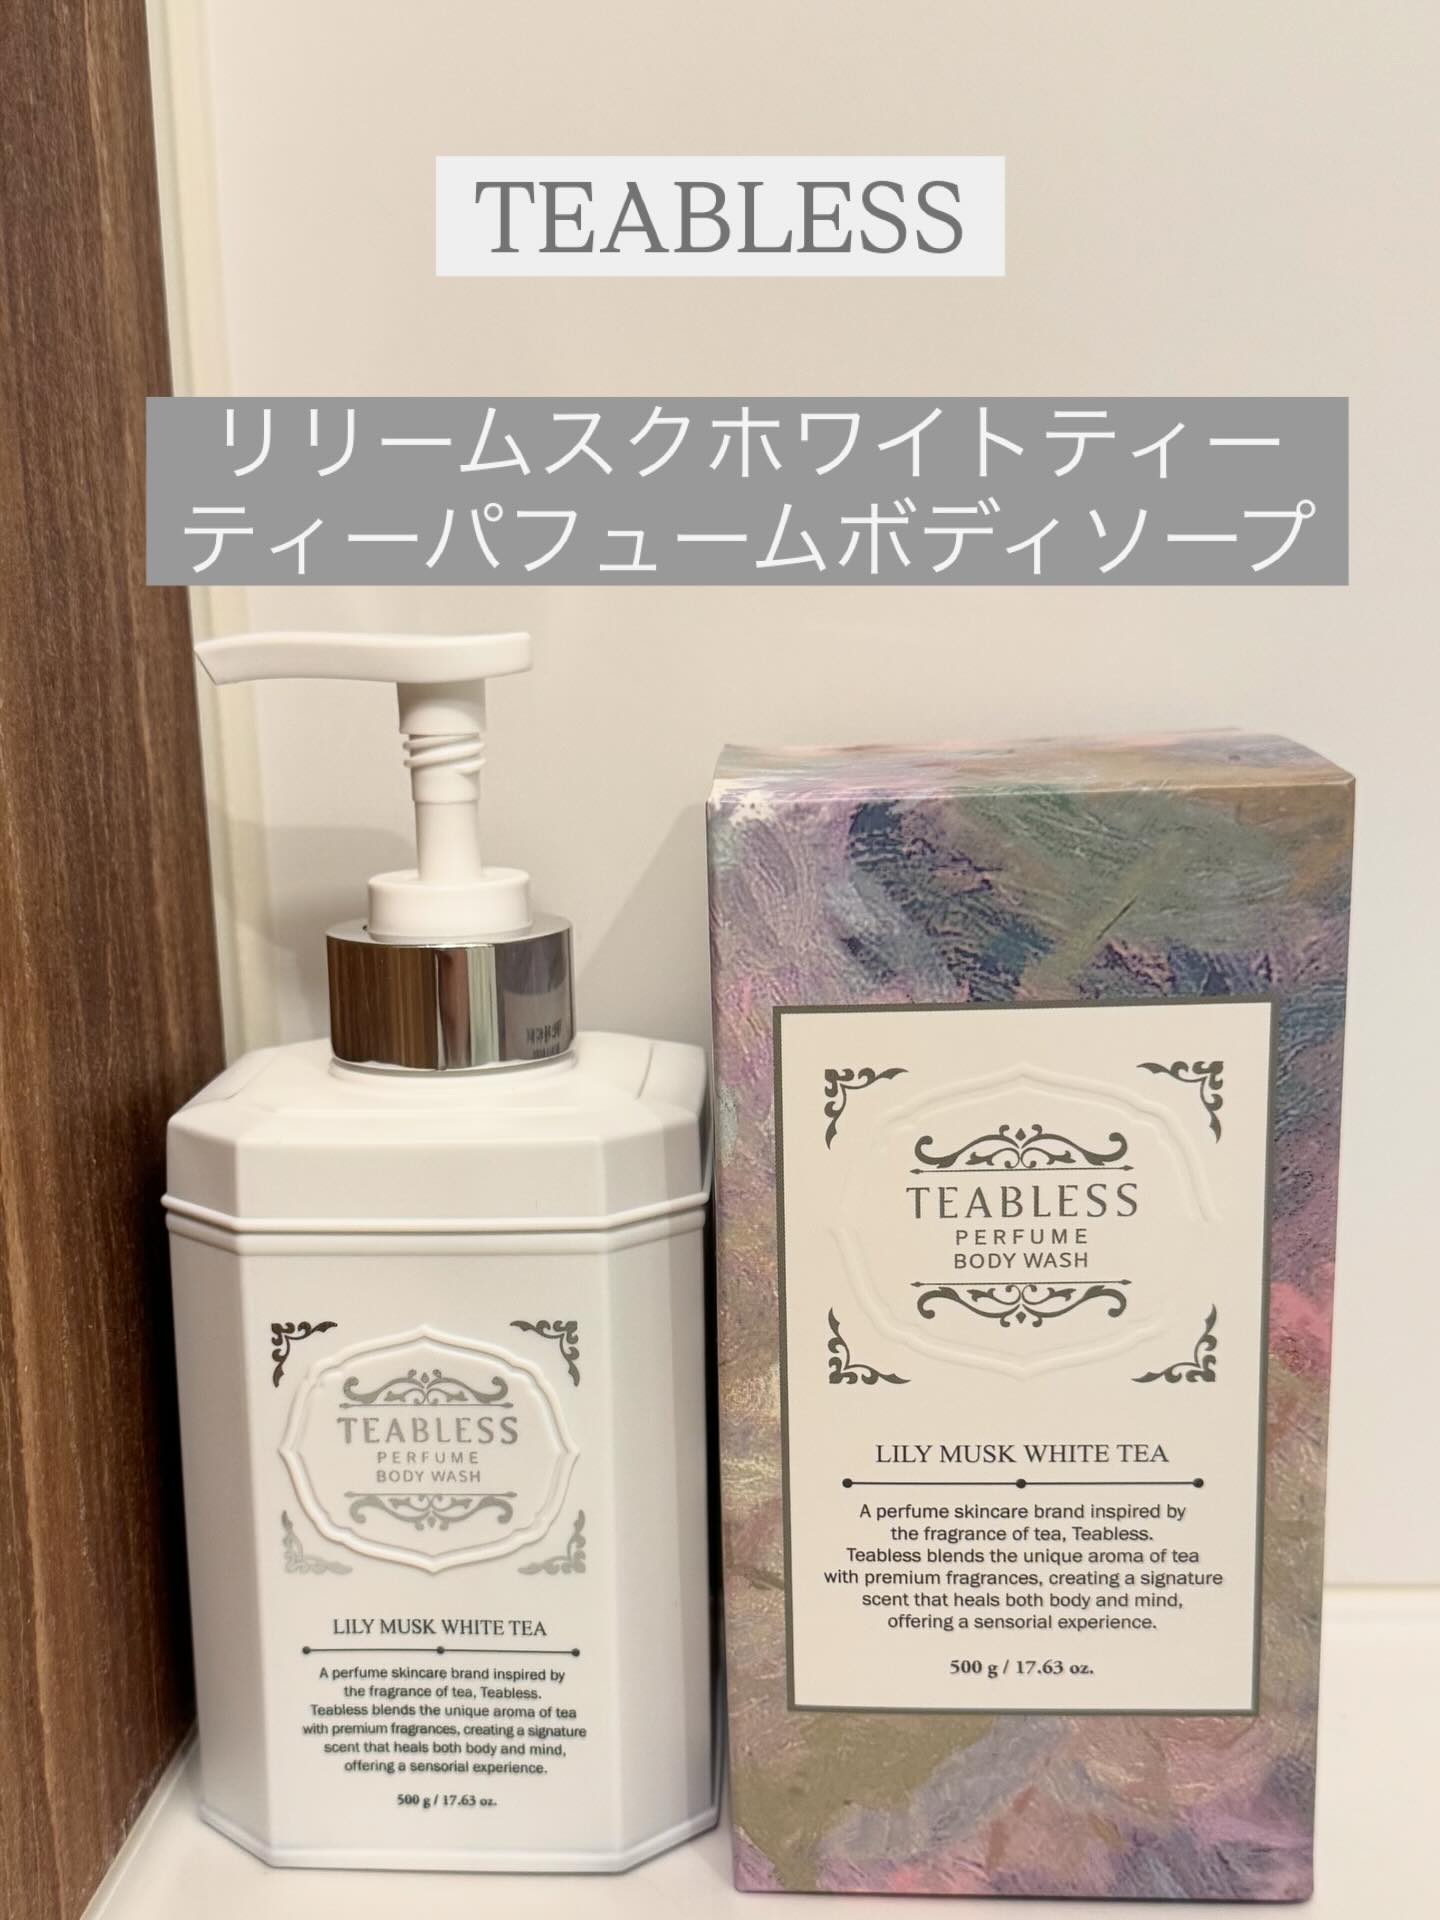 TEABLESS
リリームスクホワイトティー
ティーパフュームボディソープ
TEABLESS
PERFUME
BODY WASH
LILY MUSK WHITE TEA
A perfume skincare brand inspired by
the fragrance of tea, Teabless.
Teabless blends the unique aroma of tea
with premium fragrances, creating a signature
scent that heals both body and mind,
offering a sensorial experience.
500 g / 17.63 oz.
TEABLESS
PERFUME
BODY WASH
LILY MUSK WHITE TEA
A perfume skincare brand inspired by
the fragrance of tea, Teabless.
Teabless blends the unique aroma of tea
with premium fragrances, creating a signature
scent that heals both body and mind,
offering a sensorial experience.
500 g / 17.63 oz.